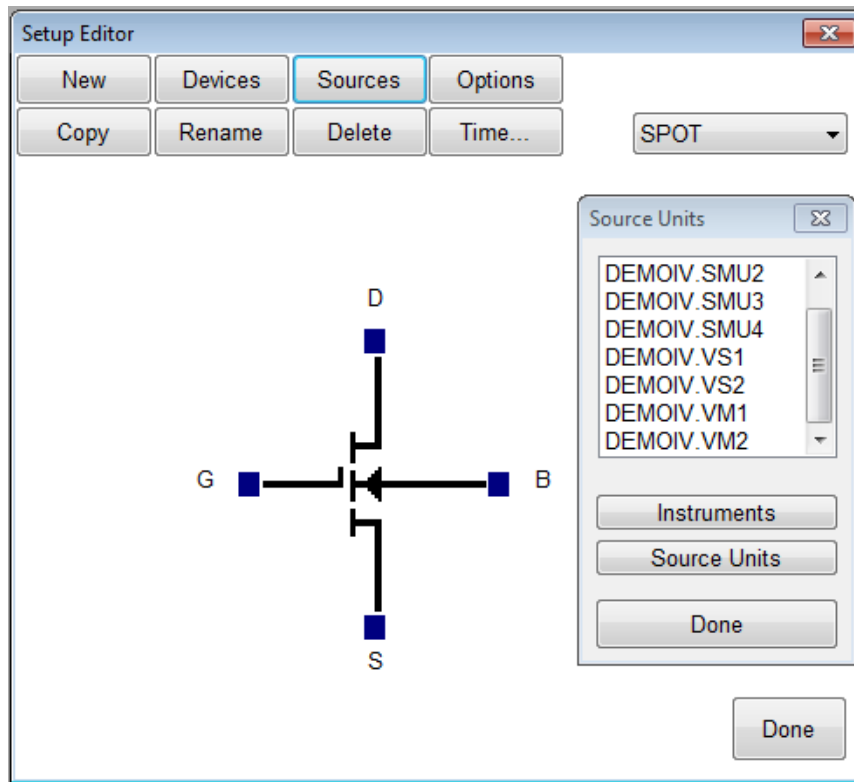 Setup Editor
New Devices Sources Options
Copy Rename Delete Time... SPOT
Source Units
DEMOIV.SMU2
DEMOIV.SMU3
DEMOIV.SMU4
DEMOIV.VS1
DEMOIV.VS2
DEMOIV.VM1
DEMOIV.VM2
D
G B
S
Instruments
Source Units
Done
Done